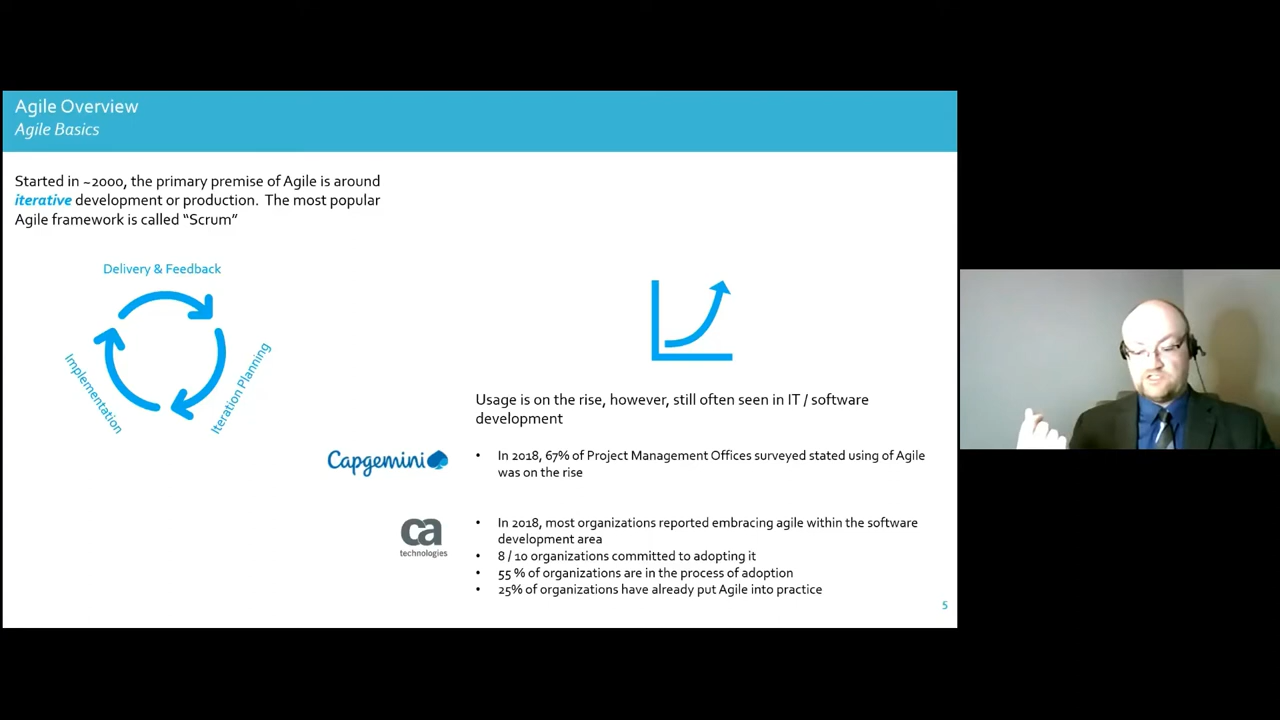 Agile Overview
Agile Basics
Started in ~2000, the primary premise of Agile is around
iterative development or production. The most popular
Agile framework is called “Scrum”
Delivery & Feedback
Implementation
Iteration Planning
Usage is on the rise, however, still often seen in IT / software
development
Capgemini
• In 2018, 67% of Project Management Offices surveyed stated using of Agile
was on the rise
ca
technologies
• In 2018, most organizations reported embracing agile within the software
development area
• 8 / 10 organizations committed to adopting it
• 55 % of organizations are in the process of adoption
• 25% of organizations have already put Agile into practice
5